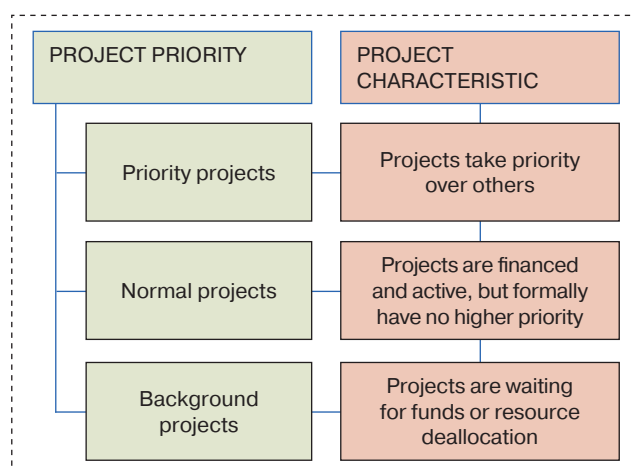 PROJECT PRIORITY
PROJECT
CHARACTERISTIC
Priority projects
Projects take priority
over others
Normal projects
Projects are financed
and active, but formally
have no higher priority
Background
projects
Projects are waiting
for funds or resource
deallocation